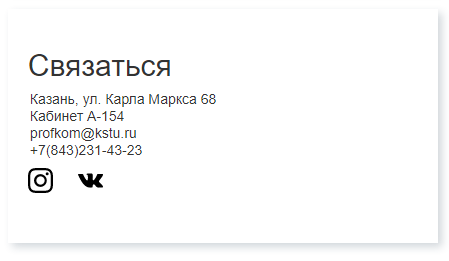 Связаться
Казань, ул. Карла Маркса 68
Кабинет А-154
profkom@kstu.ru
+7(843)231-43-23